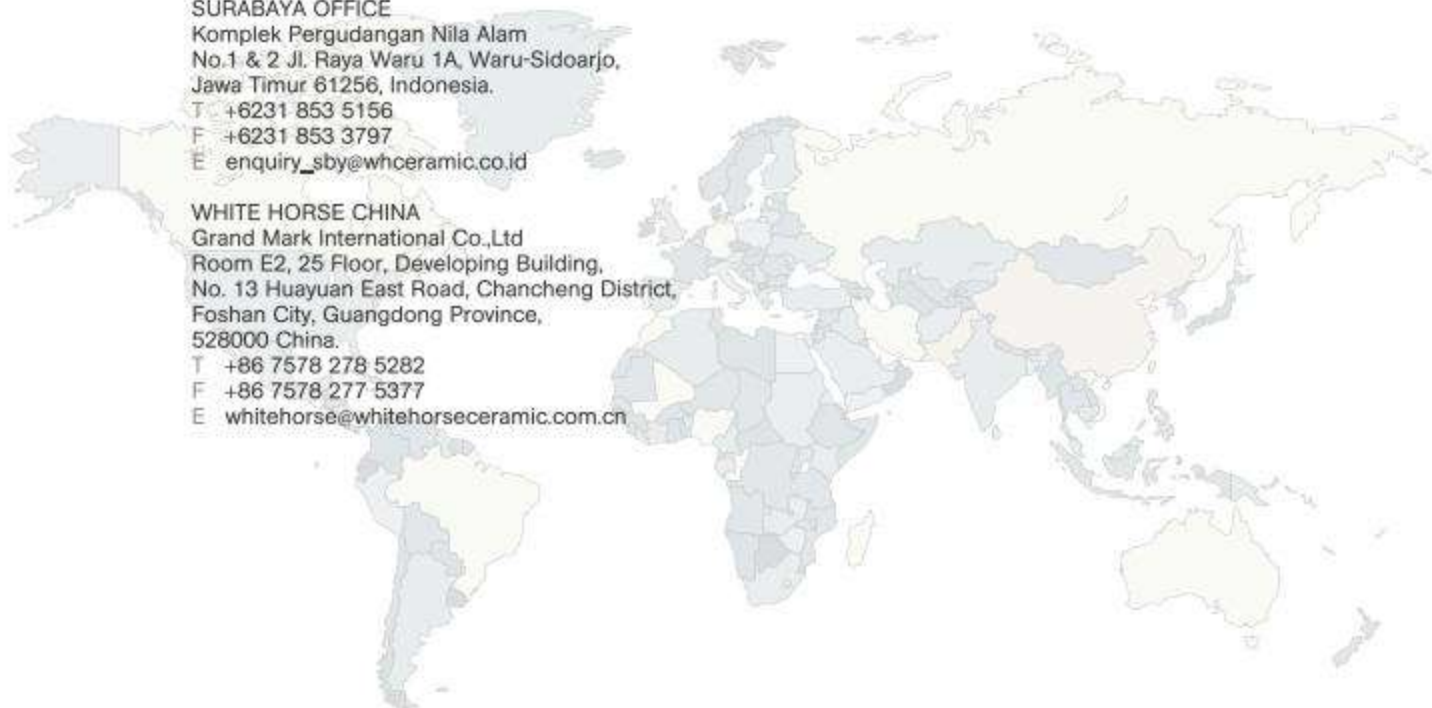 SURABAYA OFFICE
Komplek Pergudangan Nila Alam
No.1 & 2 Jl. Raya Waru 1A, Waru-Sidoarjo,
Jawa Timur 61256, Indonesia.
T +6231 853 5156
F +6231 853 3797
E enquiry_sby@whceramic.co.id
WHITE HORSE CHINA
Grand Mark International Co.,Ltd
Room E2, 25 Floor, Developing Building,
No. 13 Huayuan East Road, Chancheng District,
Foshan City, Guangdong Province,
528000 China.
T +86 7578 278 5282
F +86 7578 277 5377
E whitehorse@whitehorseceramic.com.cn